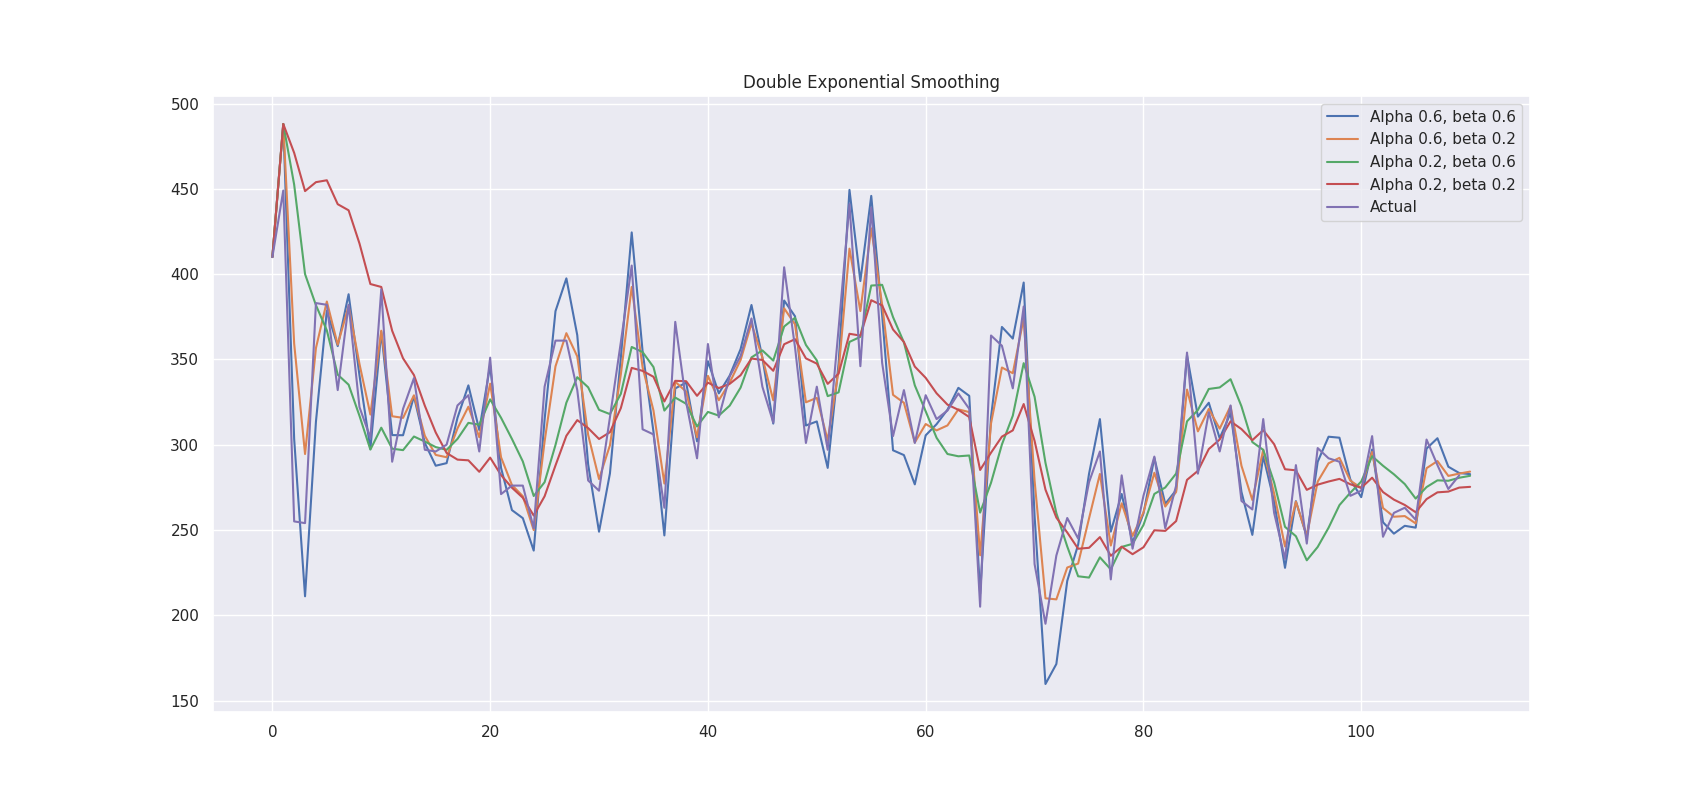 Double Exponential Smoothing
500
450
400
350
300
250
200
150
0
20
40
60
80
100
Alpha 0.6, beta 0.6
Alpha 0.6, beta 0.2
Alpha 0.2, beta 0.6
Alpha 0.2, beta 0.2
Actual